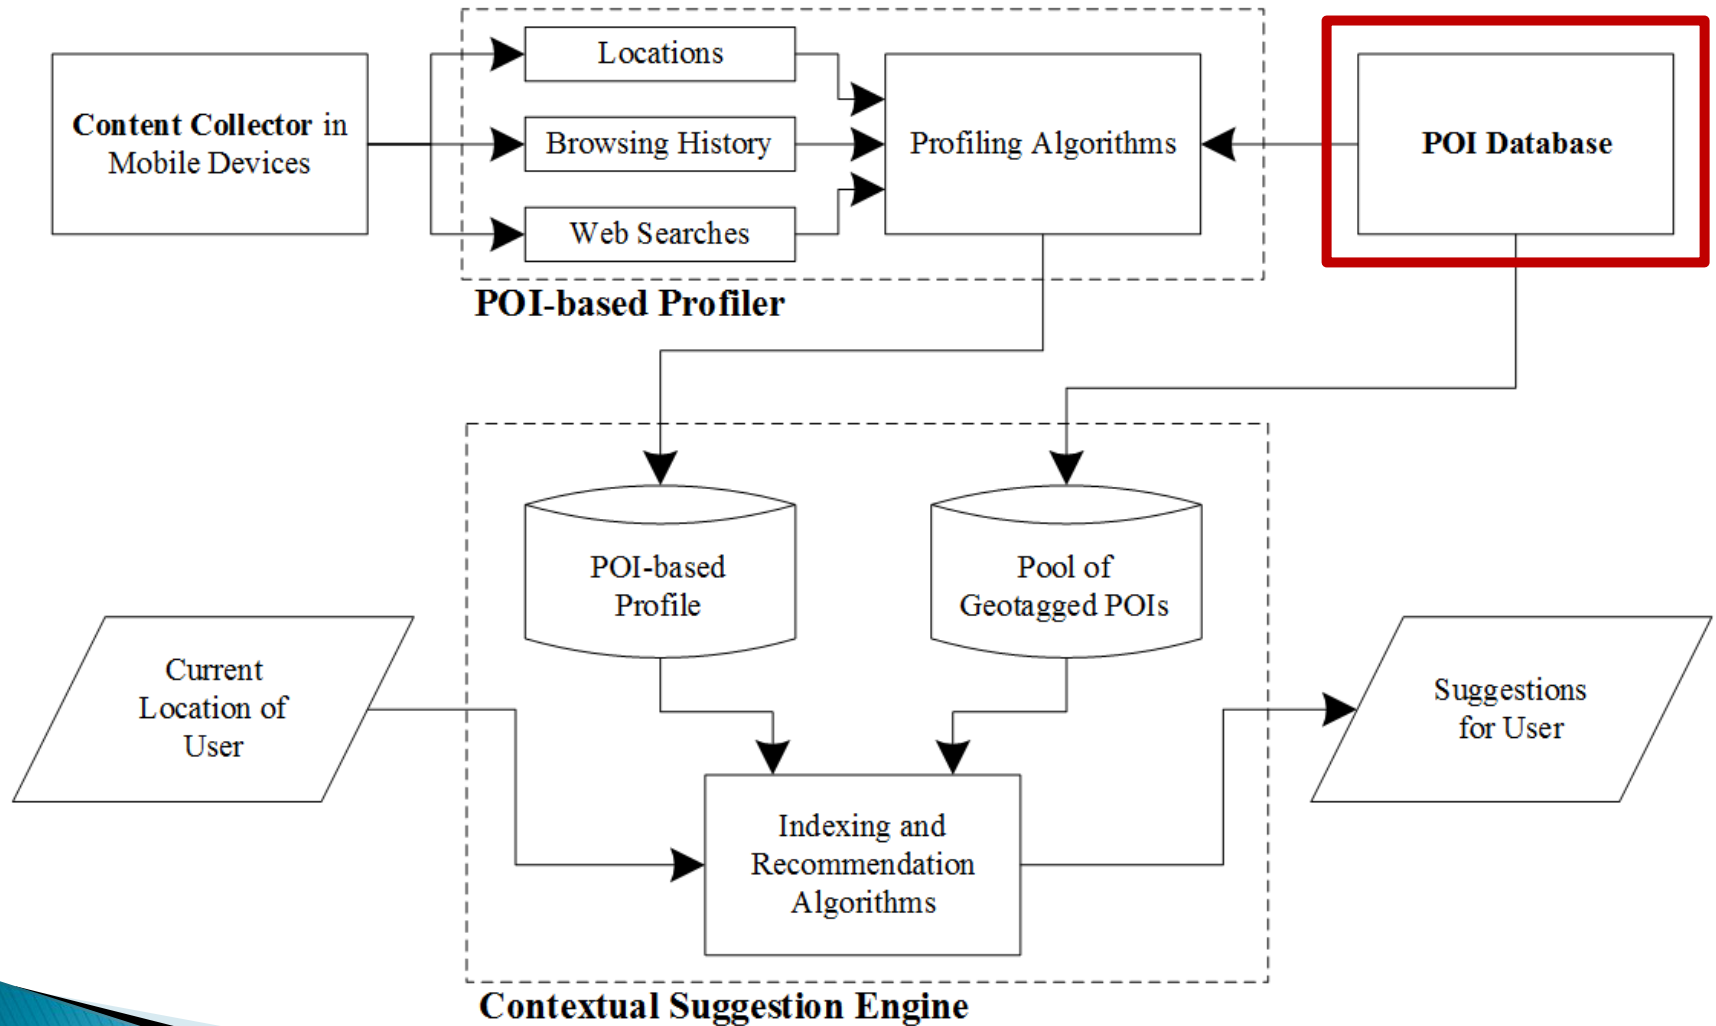 Locations
Content Collector in
Mobile Devices
Browsing History
Profiling Algorithms
POI Database
Web Searches
POI-based Profiler
POI-based
Profile
Pool of
Geotagged POIs
Current
Location of
User
Suggestions
for User
Indexing and
Recommendation
Algorithms
Contextual Suggestion Engine